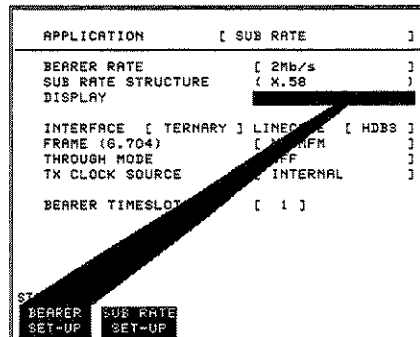 APPLICATION [ SUB RATE ]
BEARER RATE [ 2Mb/s ]
SUB RATE STRUCTURE ( X.58 )
DISPLAY
INTERFACE [ TERNARY ] [ HDB3 ]
FRAME (G.704) [ ]
THROUGH MODE ]
TX CLOCK SOURCE [ INTERNAL ]
BEARER TIMESLOT [ 1 ]
BEARER SET-UP
SUB RATE SET-UP